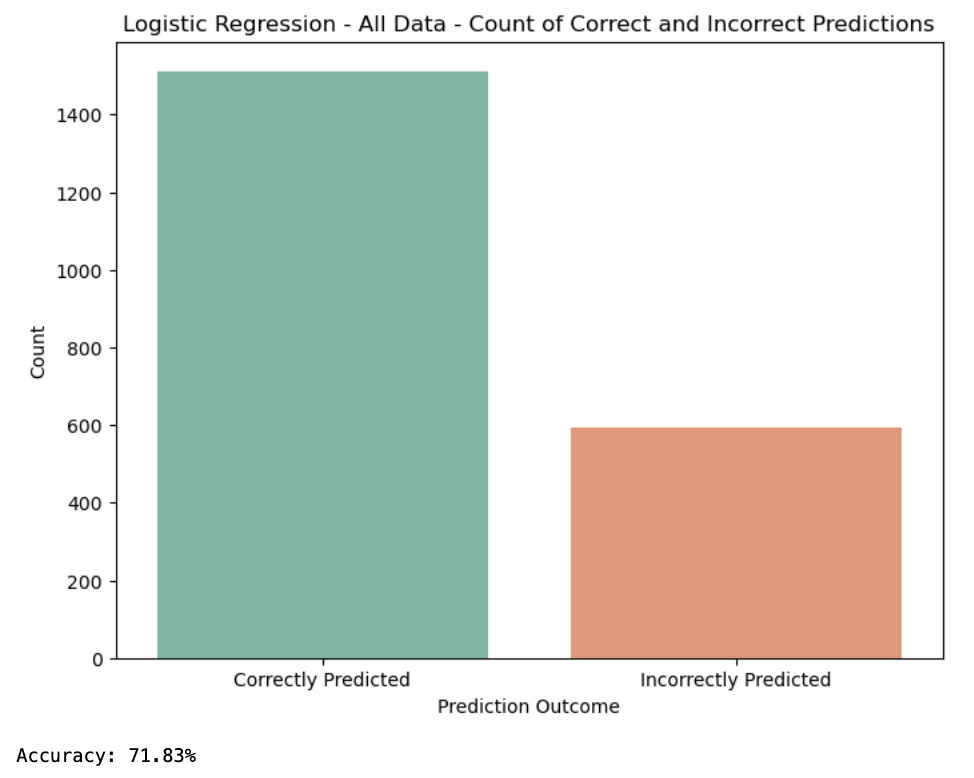 Logistic Regression - All Data - Count of Correct and Incorrect Predictions
1400
1200
1000
800
600
400
200
0
Count
Correctly Predicted
Incorrectly Predicted
Prediction Outcome
Accuracy: 71.83%